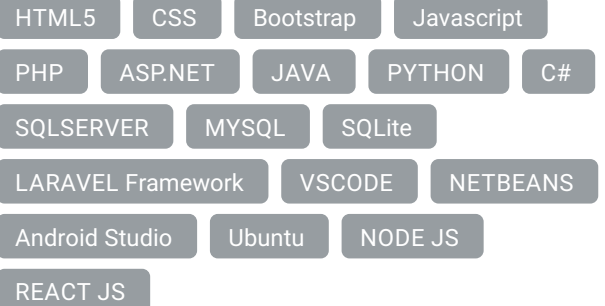 HTML5 CSS Bootstrap Javascript
PHP ASP.NET JAVA PYTHON C#
SQLSERVER MYSQL SQLite
LARAVEL Framework VSCODE NETBEANS
Android Studio Ubuntu NODE JS
REACT JS